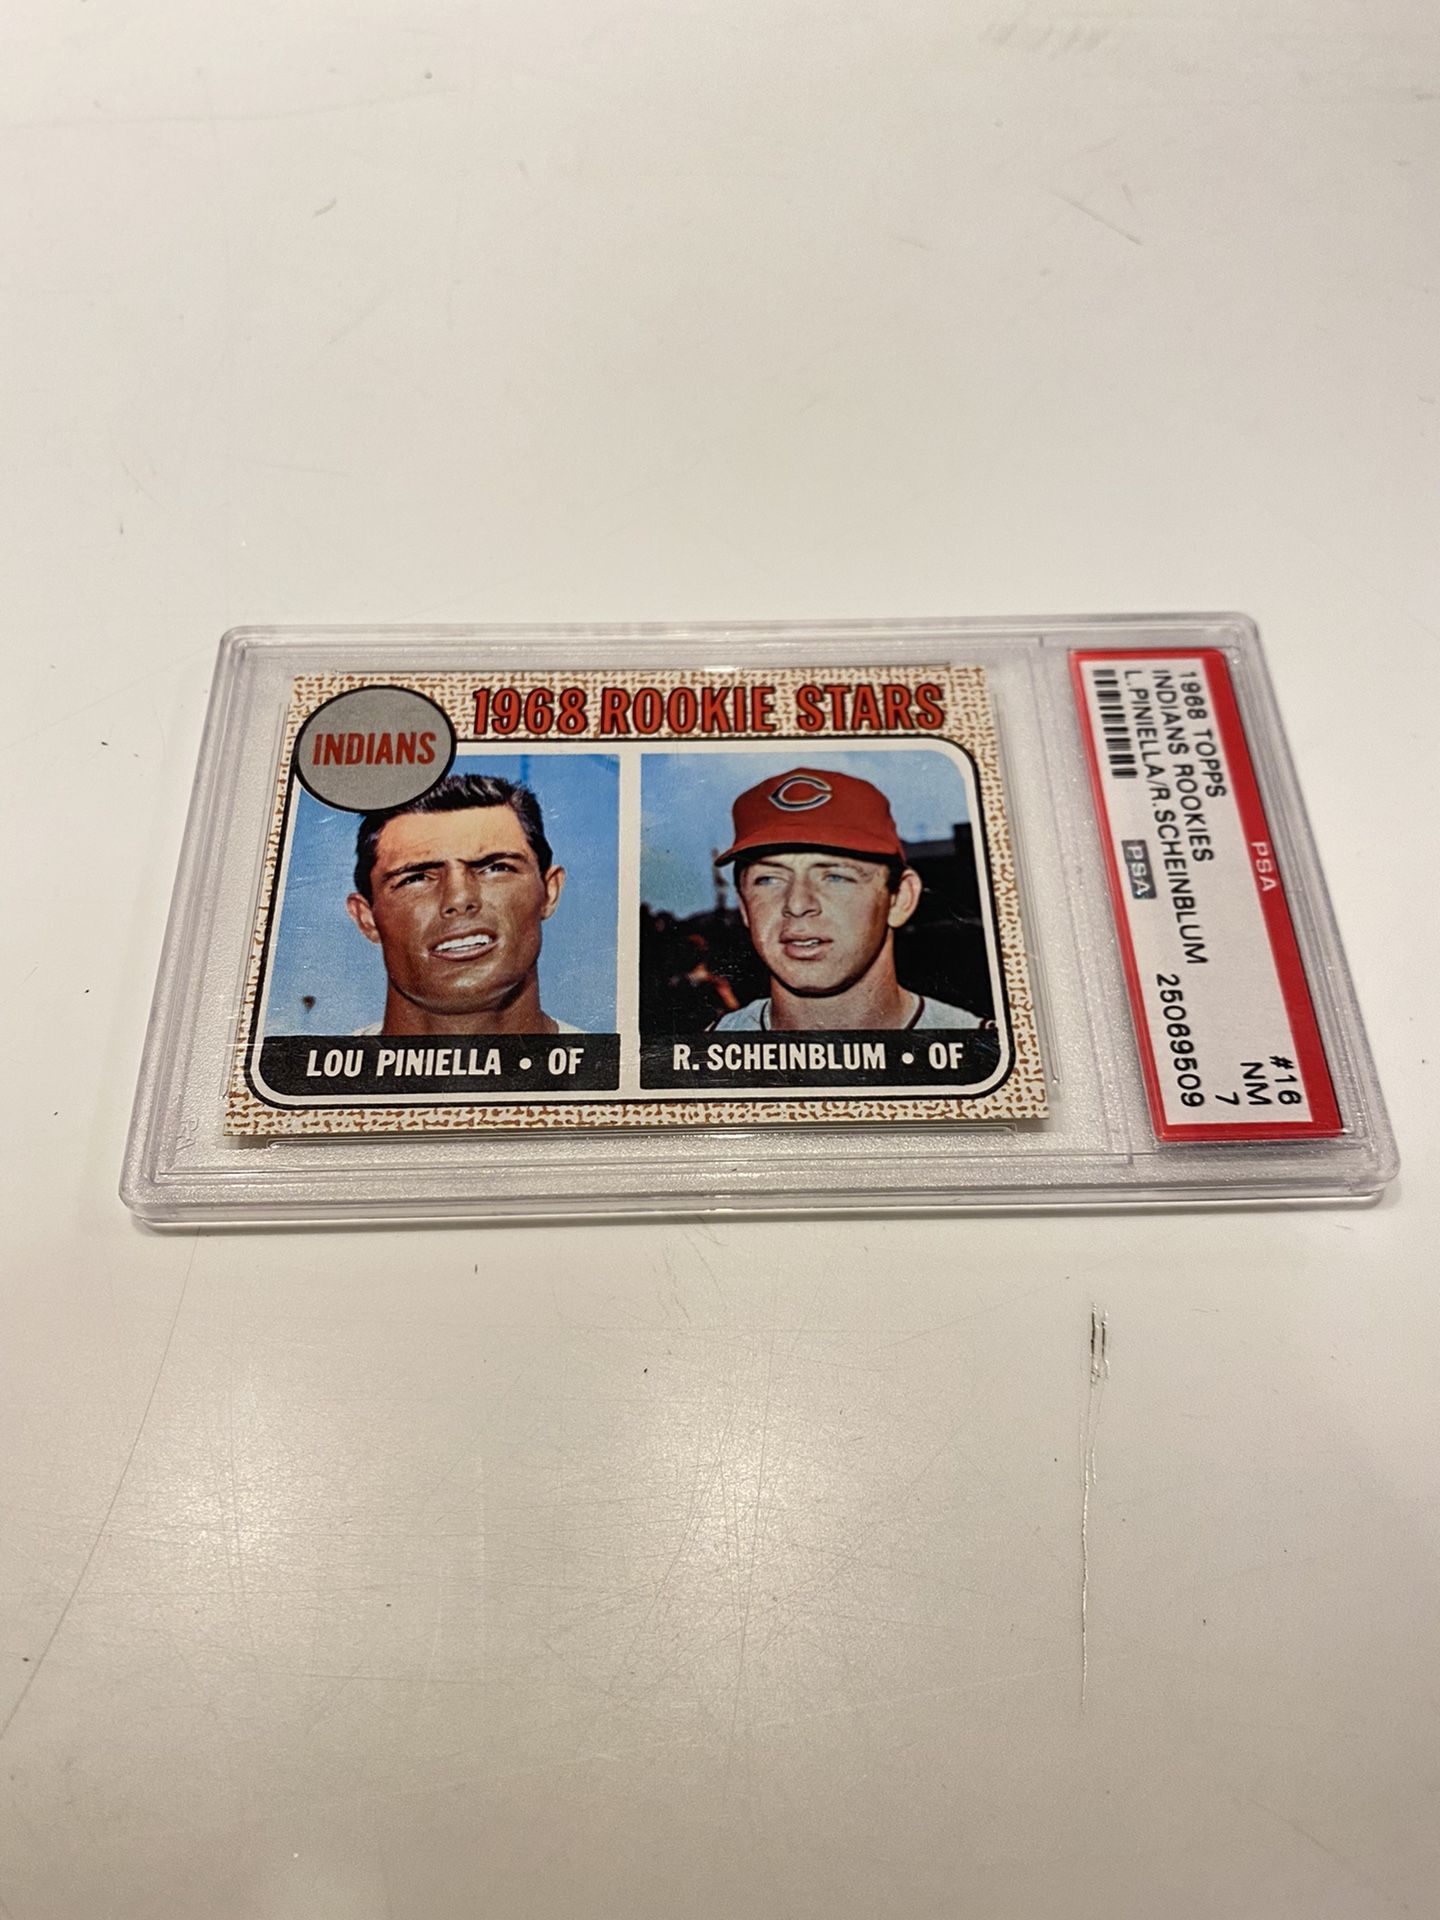 1968 ROOKIE STARS
INDIANS
C
LOU PINIELLA • OF
R. SCHEINBLUM • OF
PSA
1968 TOPPS #16
INDIANS ROOKIES NM 7
L.PINIELLA/R.SCHEINBLUM
PSA 25069509